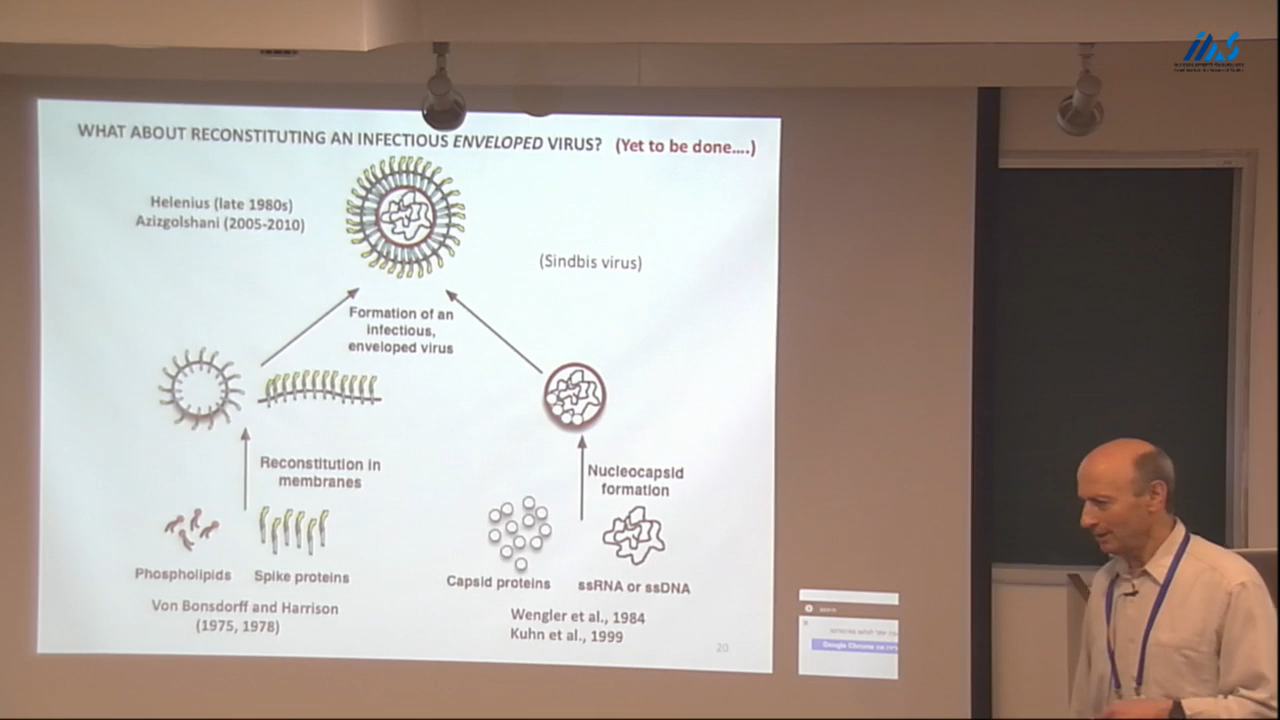 WHAT ABOUT RECONSTITUTING AN INFECTIOUS ENVELOPED VIRUS? (Yet to be done....)
Helenius (late 1980s)
Azizgolshani (2005-2010)
(Sindbis virus)
Formation of an
infectious,
enveloped virus
Reconstitution in
membranes
Nucleocapsid
formation
Phospholipids
Spike proteins
Capsid proteins
ssRNA or ssDNA
Von Bonsdorff and Harrison
(1975, 1978)
Wengler et al., 1984
Kuhn et al., 1999
20
Google Chrome